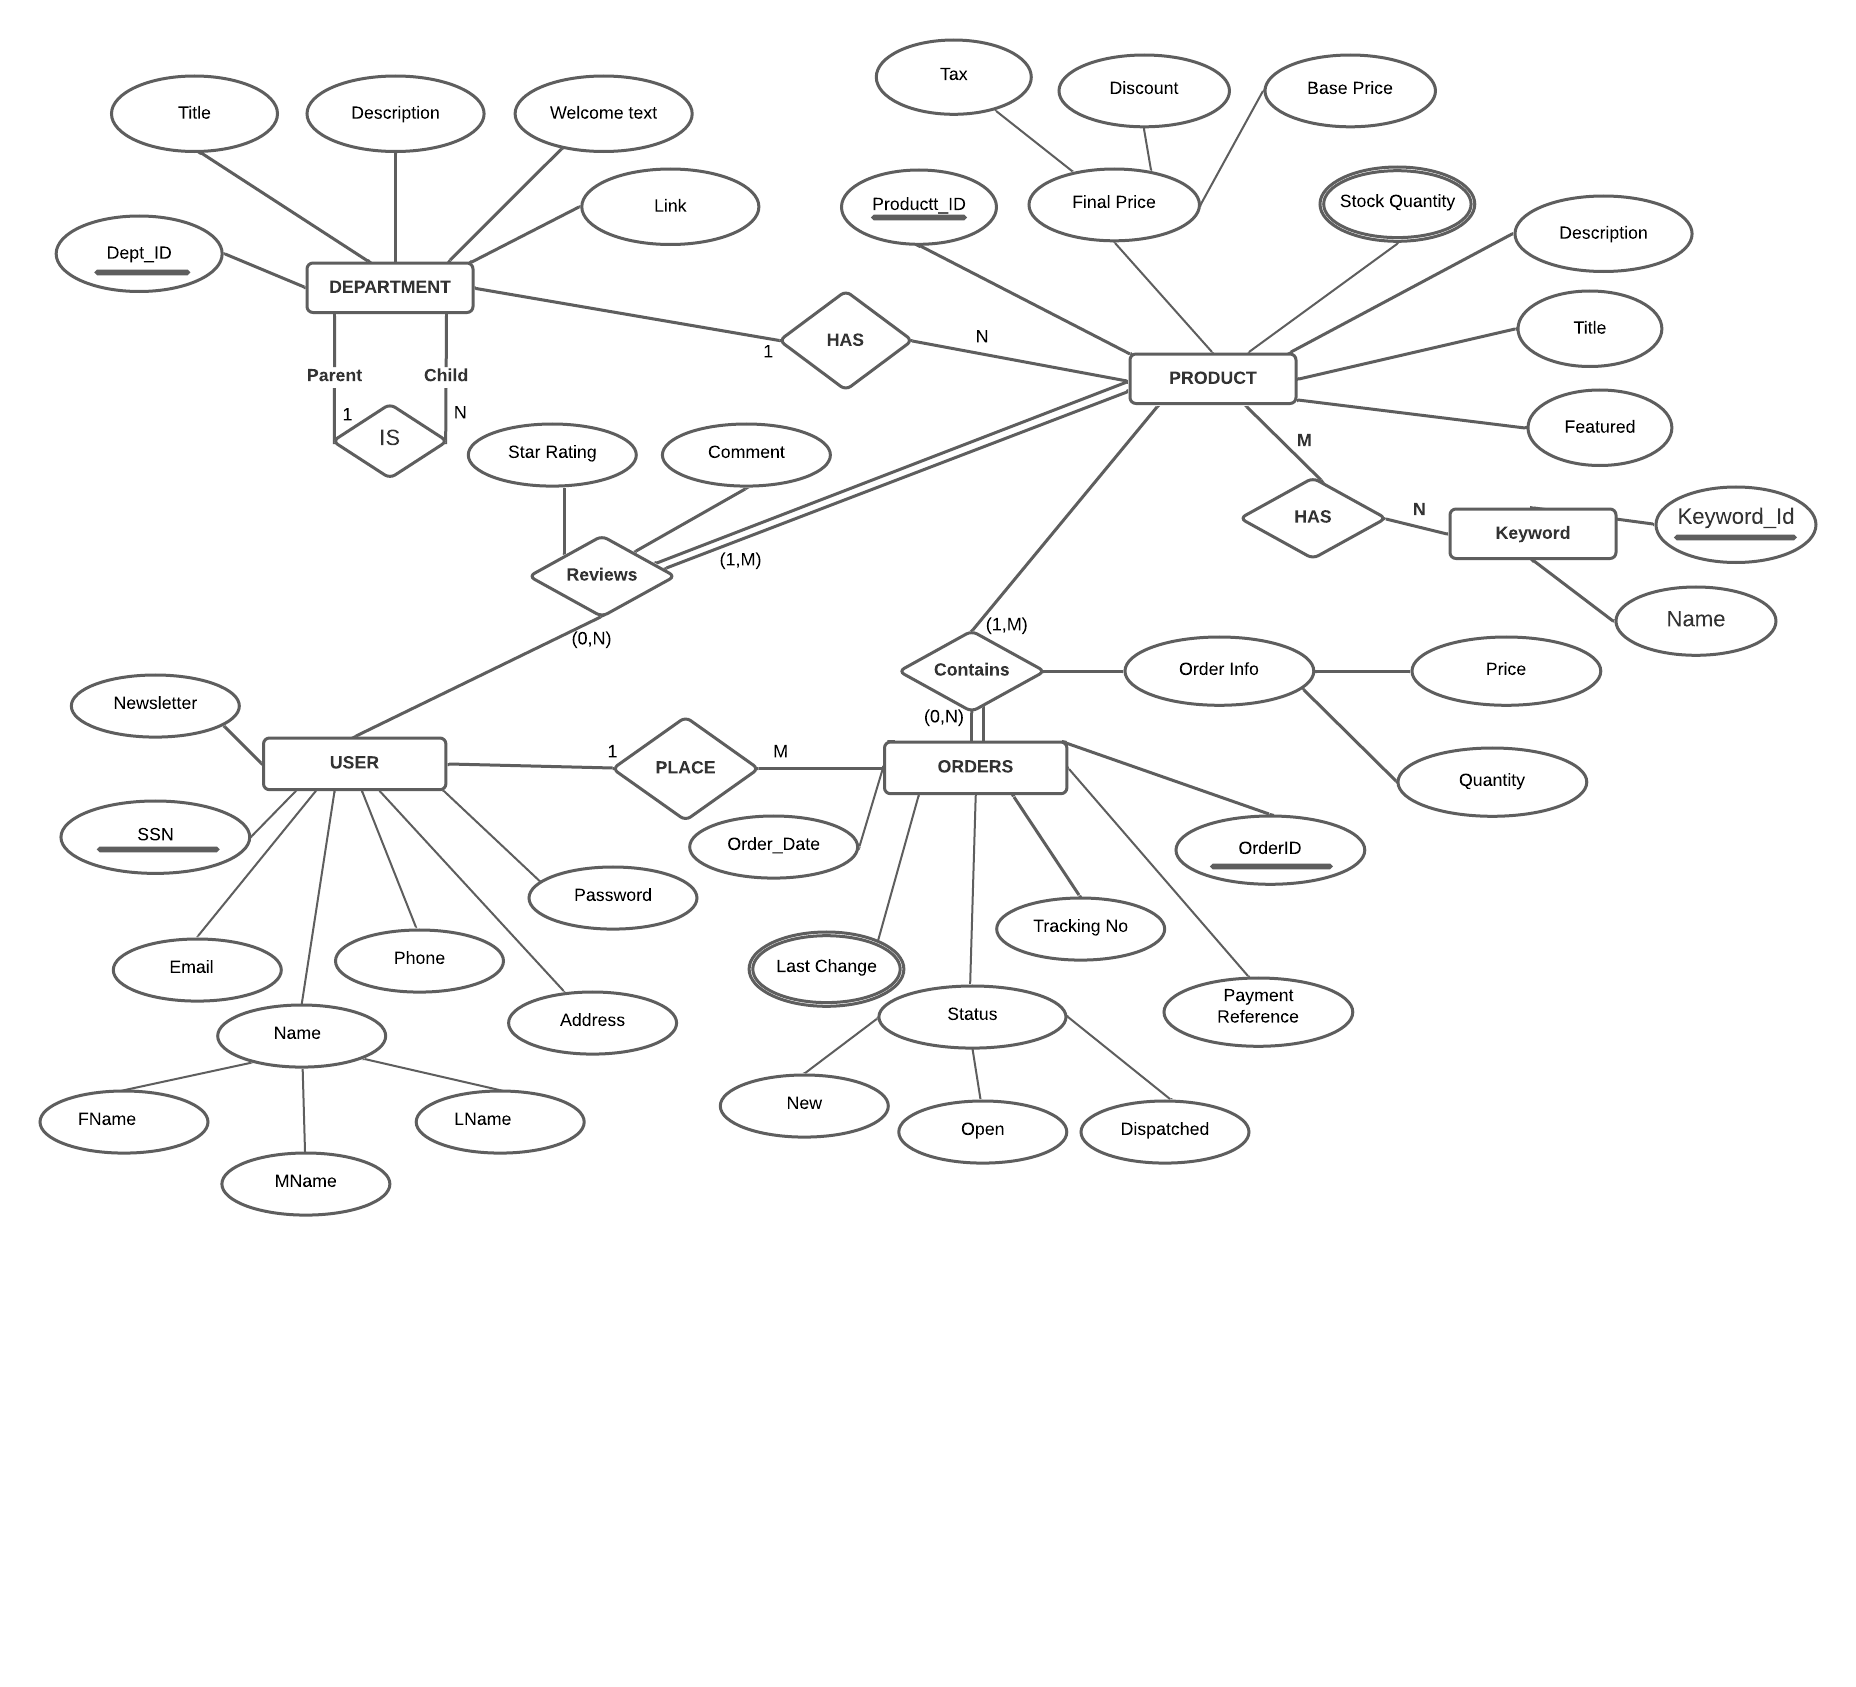 Tax
Discount
Base Price
Title
Description
Welcome text
Link
Productt_ID
Final Price
Stock Quantity
Description
Dept_ID
DEPARTMENT
HAS
1
N
Title
PRODUCT
Parent
Child
1
N
IS
Featured
M
Star Rating
Comment
HAS
N
Keyword
Keyword_Id
Name
Reviews
(1,M)
(0,N)
(1,M)
Contains
Order Info
Price
(0,N)
Newsletter
USER
1
PLACE
M
ORDERS
Quantity
SSN
Order_Date
OrderID
Password
Tracking No
Email
Phone
Last Change
Payment
Reference
Address
Status
Name
New
Open
Dispatched
FName
LName
MName